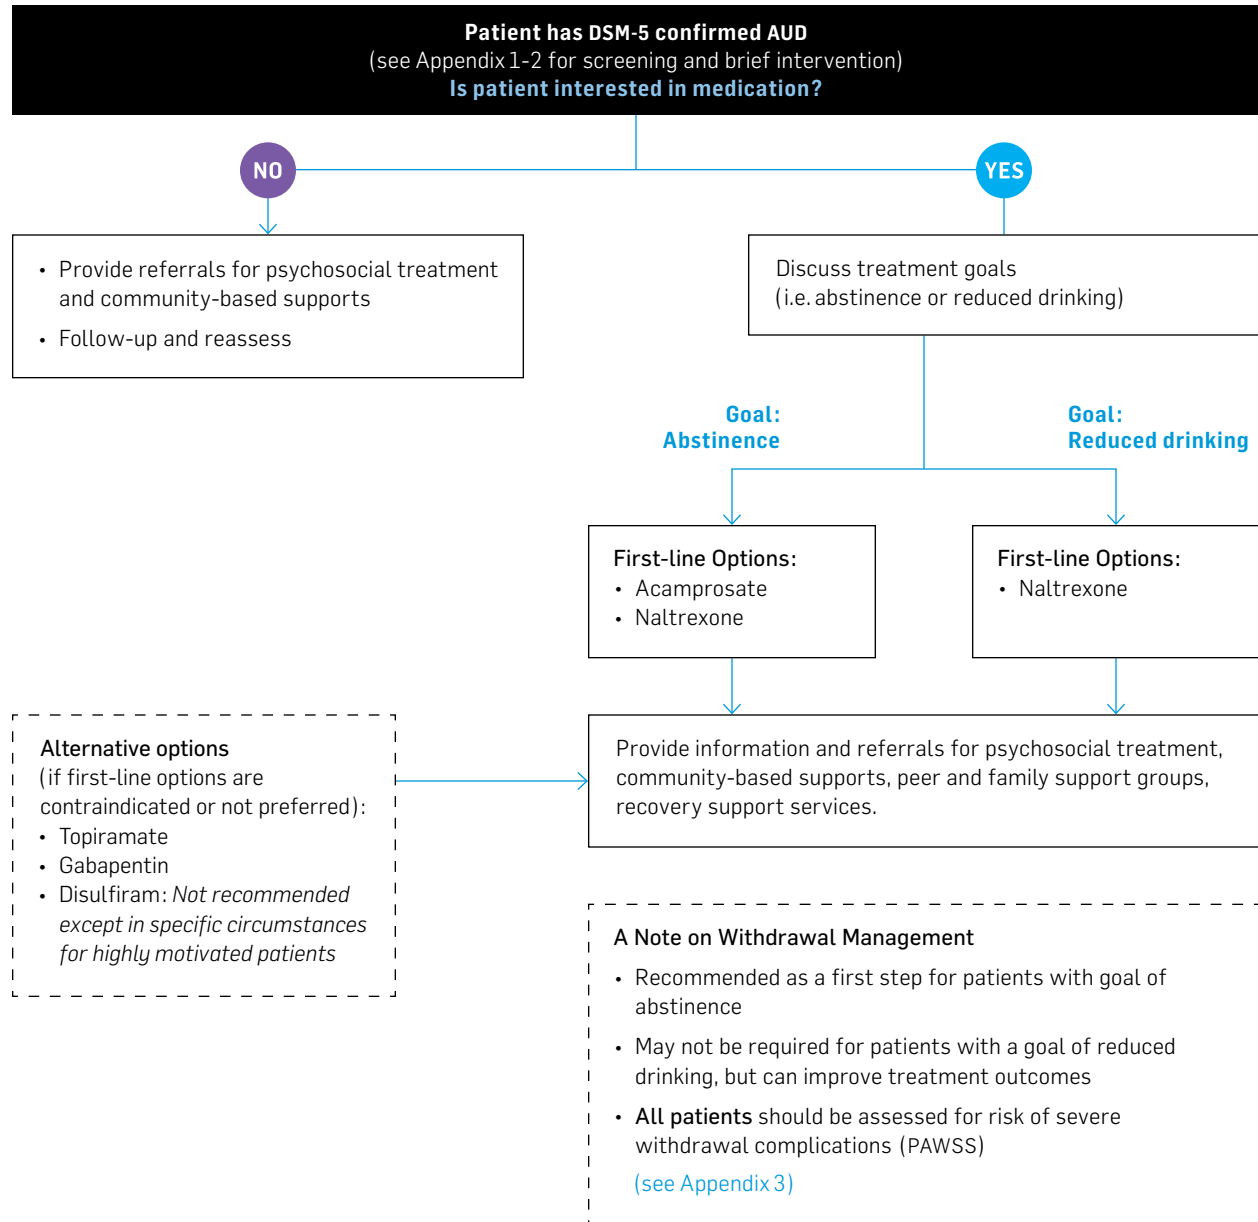 Patient has DSM-5 confirmed AUD
(see Appendix 1-2 for screening and brief intervention)
Is patient interested in medication?
NO
YES
• Provide referrals for psychosocial treatment
and community-based supports
• Follow-up and reassess
Discuss treatment goals
(i.e. abstinence or reduced drinking)
Goal:
Abstinence
Goal:
Reduced drinking
First-line Options:
• Acamprosate
• Naltrexone
First-line Options:
• Naltrexone
Alternative options
(if first-line options are
contraindicated or not preferred):
• Topiramate
• Gabapentin
• Disulfiram: Not recommended
except in specific circumstances
for highly motivated patients
Provide information and referrals for psychosocial treatment,
community-based supports, peer and family support groups,
recovery support services.
A Note on Withdrawal Management
• Recommended as a first step for patients with goal of
abstinence
• May not be required for patients with a goal of reduced
drinking, but can improve treatment outcomes
• All patients should be assessed for risk of severe
withdrawal complications (PAWSS)
(see Appendix 3)